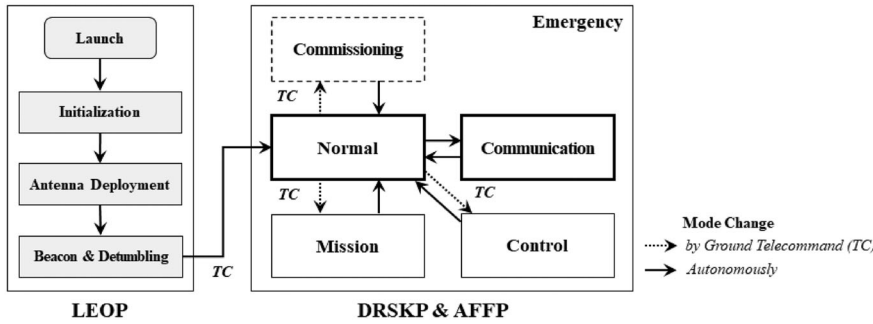 Launch
Initialization
Antenna Deployment
Beacon & Detumbling
TC
LEOP
Emergency
Commissioning
TC
Normal
Communication
TC
TC
Mission
Control
DRSKP & AFFP
Mode Change
by Ground Telecommand (TC)
Autonomously